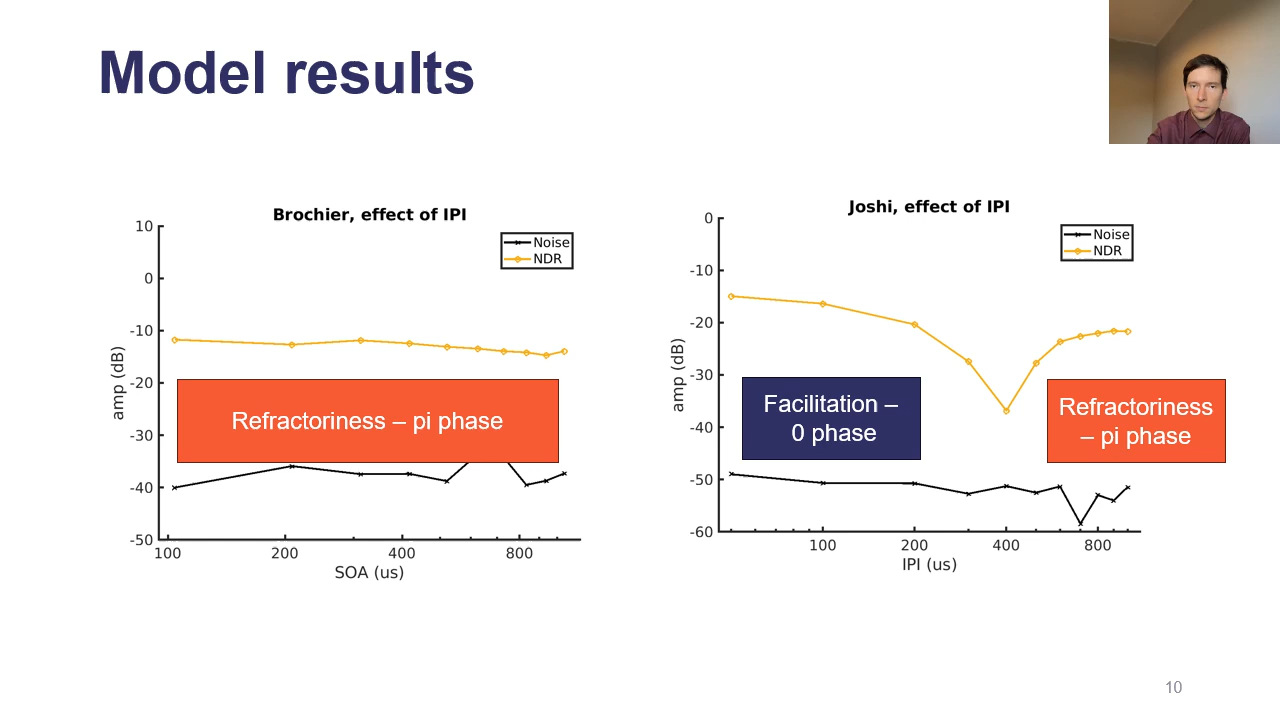 Model results
Brochier, effect of IPI
Noise
NDR
10
0
-10
-20
-30
-40
-50
amp (dB)
Refractoriness – pi phase
100 200 400 800
SOA (us)
Joshi, effect of IPI
Noise
NDR
0
-10
-20
-30
-40
-50
-60
amp (dB)
Facilitation –
0 phase
Refractoriness
– pi phase
100 200 400 800
IPI (us)
10